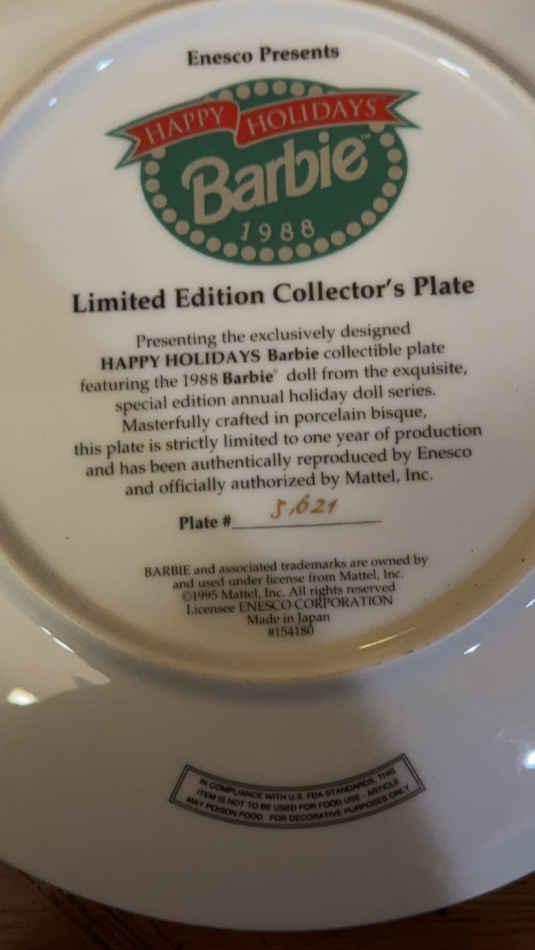 Enesco Presents
HAPPY HOLIDAYS
Barbie™
1988
Limited Edition Collector's Plate
Presenting the exclusively designed
HAPPY HOLIDAYS Barbie collectible plate
featuring the 1988 Barbie® doll from the exquisite,
special edition annual holiday doll series.
Masterfully crafted in porcelain bisque,
this plate is strictly limited to one year of production
and has been authentically reproduced by Enesco
and officially authorized by Mattel, Inc.
Plate # 5,621
BARBIE and associated trademarks are owned by
and used under license from Mattel, Inc.
©1995 Mattel, Inc. All rights reserved
Licensee ENESCO CORPORATION
Made in Japan
#154180
IN COMPLIANCE WITH U.S. FDA STANDARDS, THIS
ITEM IS NOT TO BE USED FOR FOOD USE - ARTICLE
MAY POISON FOOD. FOR DECORATIVE PURPOSES ONLY